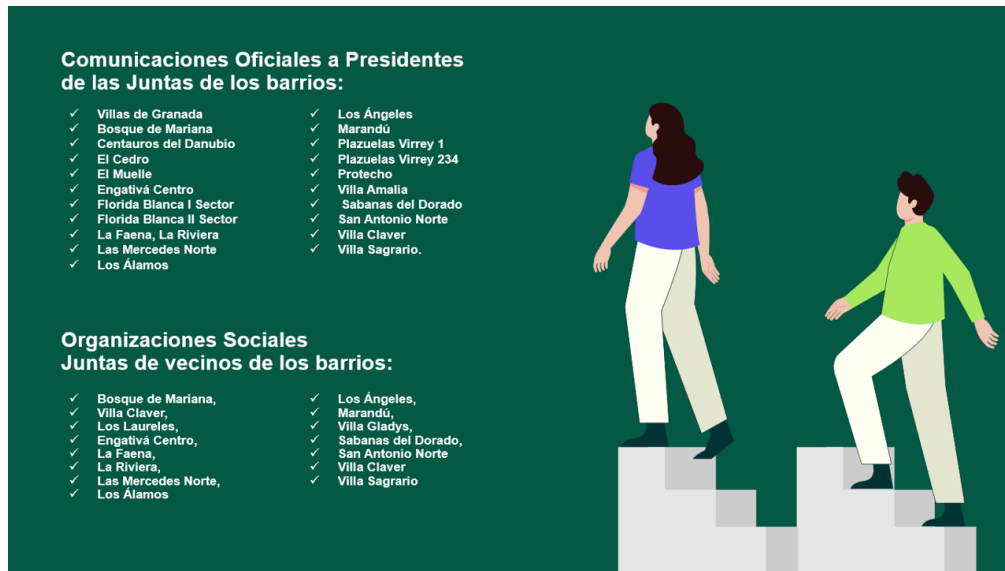 Comunicaciones Oficiales a Presidentes
de las Juntas de los barrios:
✓ Villas de Granada
✓ Bosque de Mariana
✓ Centauros del Danubio
✓ El Cedro
✓ El Muelle
✓ Engativá Centro
✓ Florida Blanca I Sector
✓ Florida Blanca II Sector
✓ La Faena, La Riviera
✓ Las Mercedes Norte
✓ Los Álamos
✓ Los Ángeles
✓ Marandú
✓ Plazuelas Virrey 1
✓ Plazuelas Virrey 234
✓ Protecho
✓ Villa Amalia
✓ Sabanas del Dorado
✓ San Antonio Norte
✓ Villa Claver
✓ Villa Sagrario.
Organizaciones Sociales
Juntas de vecinos de los barrios:
✓ Bosque de Mariana,
✓ Villa Claver,
✓ Los Laureles,
✓ Engativá Centro,
✓ La Faena,
✓ La Riviera,
✓ Las Mercedes Norte,
✓ Los Álamos
✓ Los Ángeles,
✓ Marandú,
✓ Villa Gladys,
✓ Sabanas del Dorado,
✓ San Antonio Norte
✓ Villa Claver
✓ Villa Sagrario